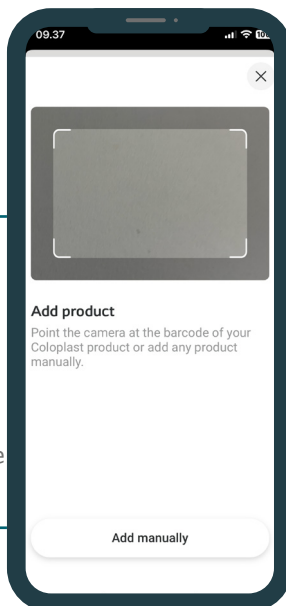 09.37
Add product
Point the camera at the barcode of your
Coloplast product or add any product
manually.
Add manually